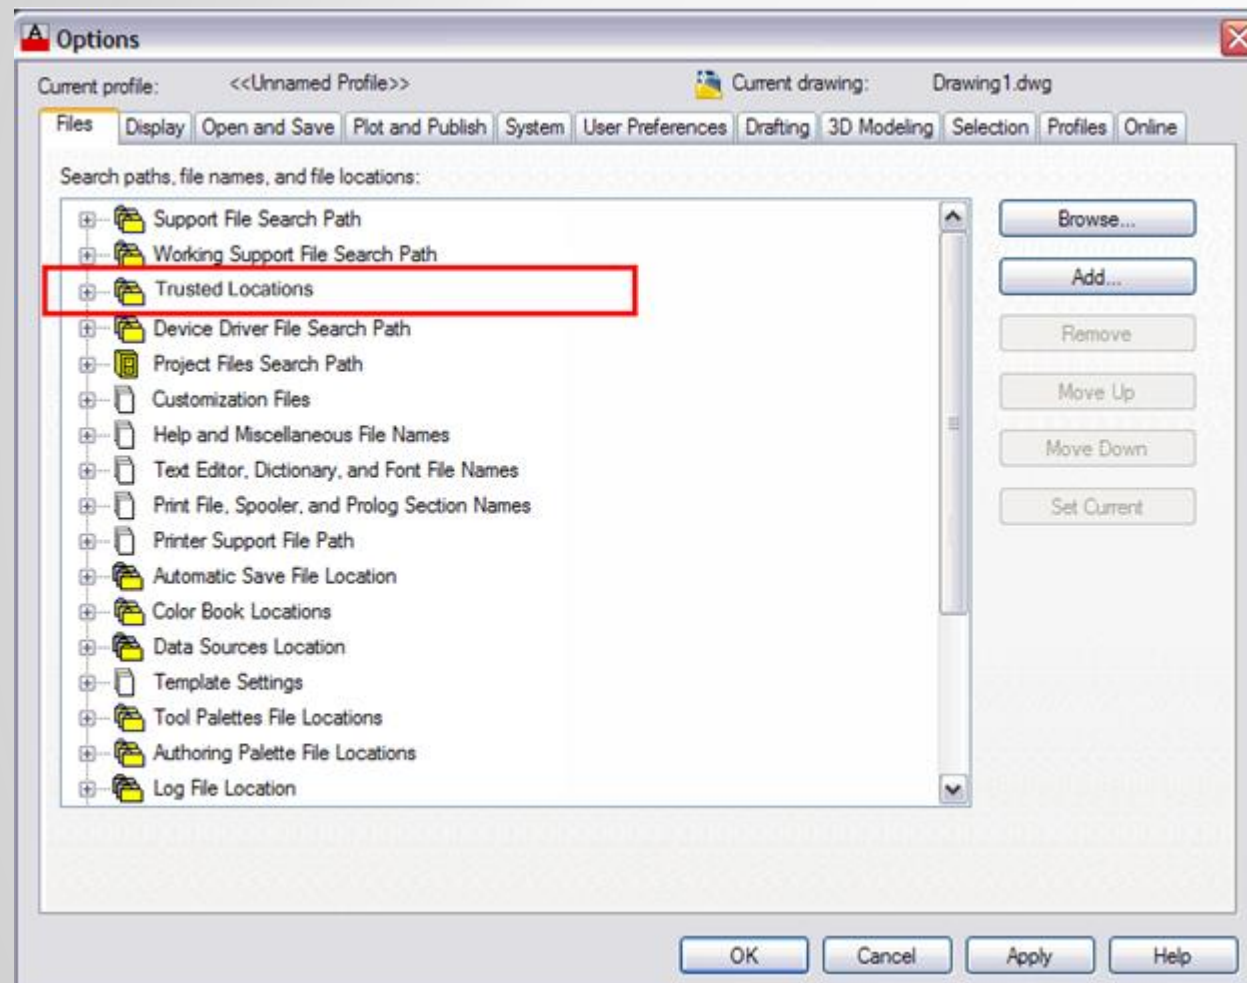 Options
Current profile: <<Unnamed Profile>> Current drawing: Drawing1.dwg
Files Display Open and Save Plot and Publish System User Preferences Drafting 3D Modeling Selection Profiles Online
Search paths, file names, and file locations:
Support File Search Path
Working Support File Search Path
Trusted Locations
Device Driver File Search Path
Project Files Search Path
Customization Files
Help and Miscellaneous File Names
Text Editor, Dictionary, and Font File Names
Print File, Spooler, and Prolog Section Names
Printer Support File Path
Automatic Save File Location
Color Book Locations
Data Sources Location
Template Settings
Tool Palettes File Locations
Authoring Palette File Locations
Log File Location
Browse...
Add...
Remove
Move Up
Move Down
Set Current
OK Cancel Apply Help